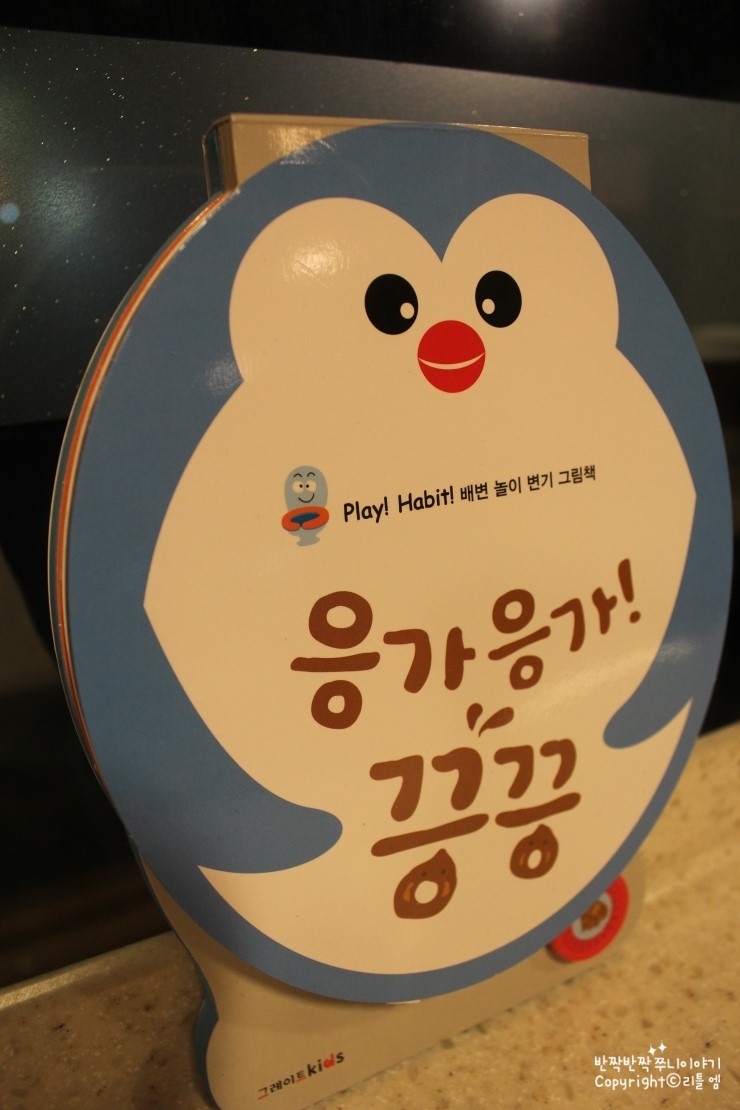 Play! Habit! 배변 놀이 변기 그림책
응가 응가!
끙끙
그레이트kids
반짝반짝 쭈니이야기
Copyright©리틀엠